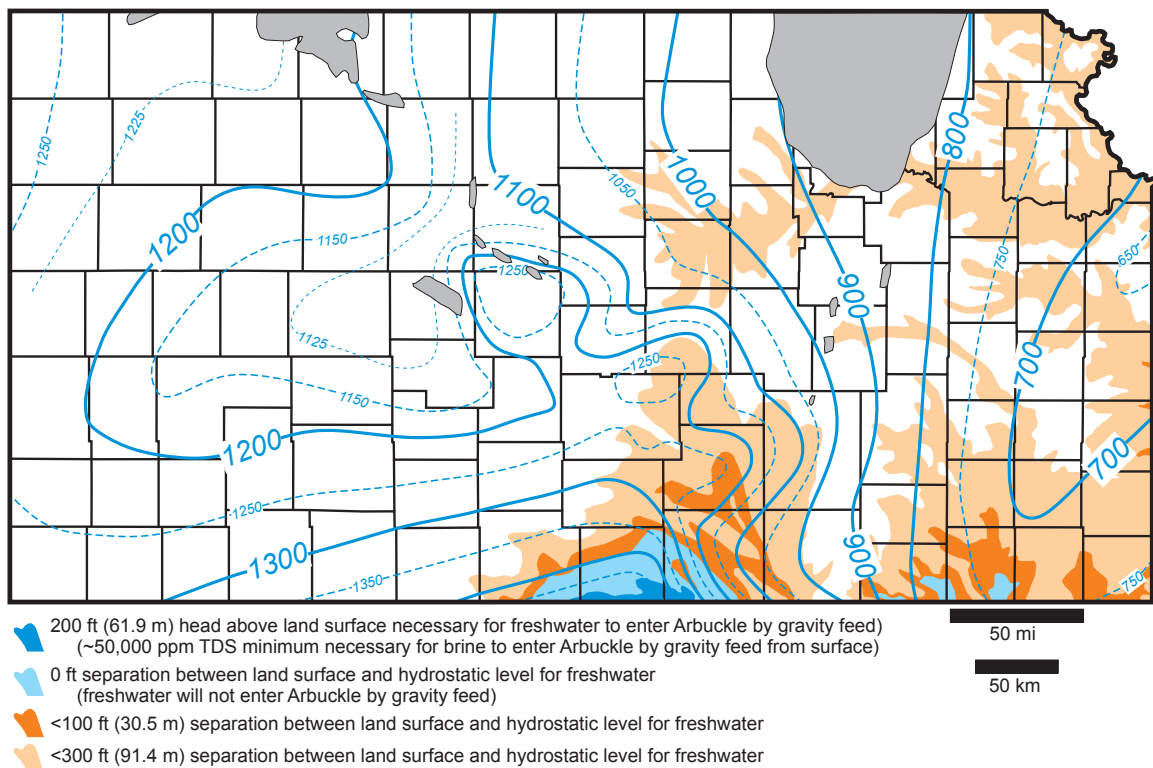 1250
1225
1200
1150
1125
1150
1200
1250
1300
1350
1100
1250
1250
1050
1000
900
900
800
750
700
700
650
750
200 ft (61.9 m) head above land surface necessary for freshwater to enter Arbuckle by gravity feed)
(~50,000 ppm TDS minimum necessary for brine to enter Arbuckle by gravity feed from surface)
0 ft separation between land surface and hydrostatic level for freshwater
(freshwater will not enter Arbuckle by gravity feed)
<100 ft (30.5 m) separation between land surface and hydrostatic level for freshwater
<300 ft (91.4 m) separation between land surface and hydrostatic level for freshwater
50 mi
50 km